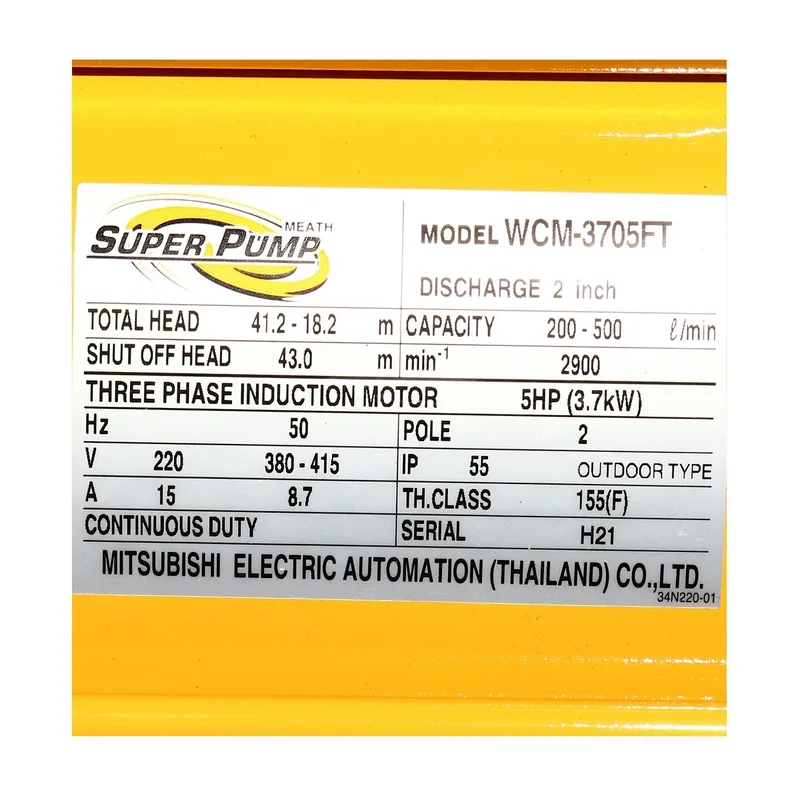 MEATH
SUPER PUMP
MODEL WCM-3705FT
DISCHARGE 2 inch
TOTAL HEAD 41.2 - 18.2 m CAPACITY 200 - 500 ℓ/min
SHUT OFF HEAD 43.0 m min-1 2900
THREE PHASE INDUCTION MOTOR 5HP (3.7kW)
Hz 50 POLE 2
V 220 380 - 415 IP 55 OUTDOOR TYPE
A 15 8.7 TH.CLASS 155(F)
CONTINUOUS DUTY SERIAL H21
MITSUBISHI ELECTRIC AUTOMATION (THAILAND) CO.,LTD.
34N220-01